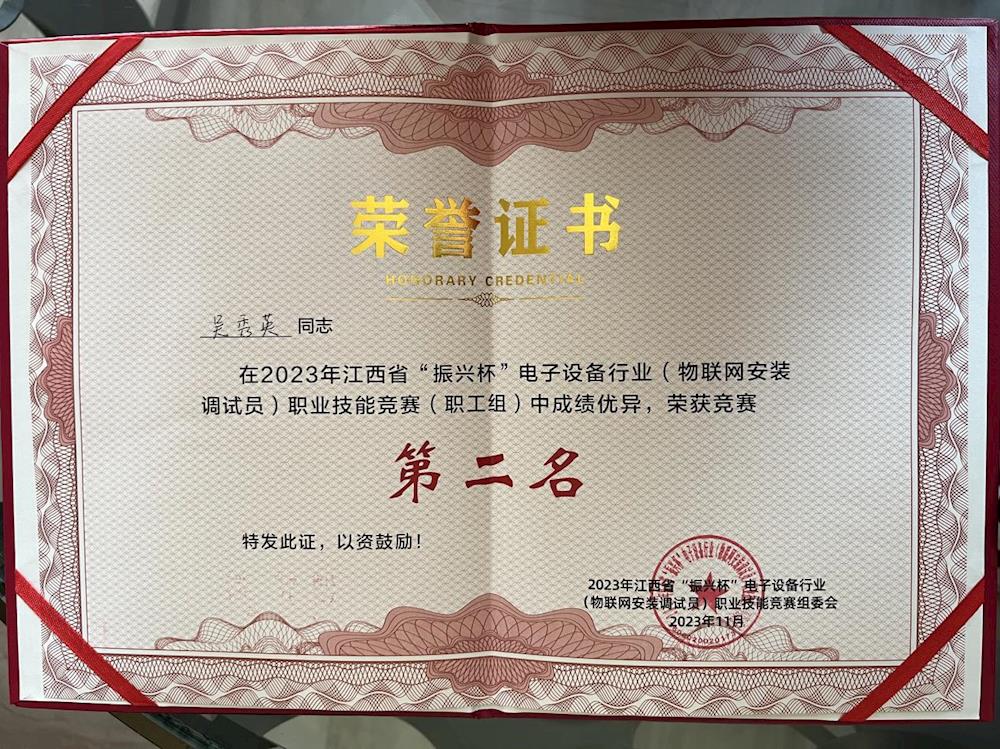 荣誉证书
HONORARY CREDENTIAL
吴秀英 同志
在2023年江西省“振兴杯”电子设备行业（物联网安装
调试员）职业技能竞赛（职工组）中成绩优异，荣获竞赛
第二名
特发此证，以资鼓励！
2023年江西省“振兴杯”电子设备行业
（物联网安装调试员）职业技能竞赛组委会
2023年11月